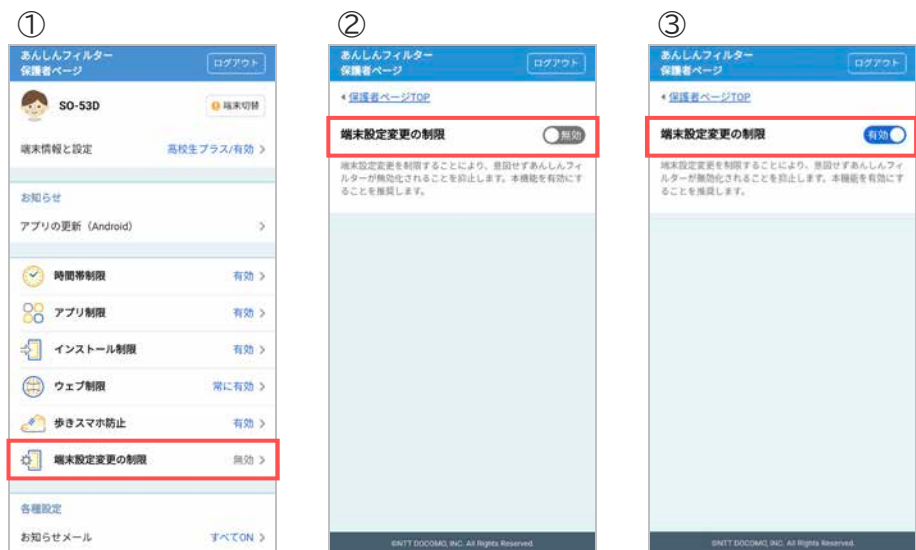 ①
あんしんフィルター
保護者ページ
ログアウト
SO-53D
端末切替
端末情報と設定
高校生プラス/有効
お知らせ
アプリの更新（Android）
時間帯制限
有効
アプリ制限
有効
インストール制限
有効
ウェブ制限
常に有効
歩きスマホ防止
有効
端末設定変更の制限
無効
各種設定
お知らせメール
すべてON
②
あんしんフィルター
保護者ページ
ログアウト
保護者ページTOP
端末設定変更の制限
無効
端末設定変更を制限することにより、意図せずあんしんフィ
ルターが無効化されることを抑止します。本機能を有効にす
ることを推奨します。
©NTT DOCOMO, INC. All Rights Reserved.
③
あんしんフィルター
保護者ページ
ログアウト
保護者ページTOP
端末設定変更の制限
有効
端末設定変更を制限することにより、意図せずあんしんフィ
ルターが無効化されることを抑止します。本機能を有効にす
ることを推奨します。
©NTT DOCOMO, INC. All Rights Reserved.